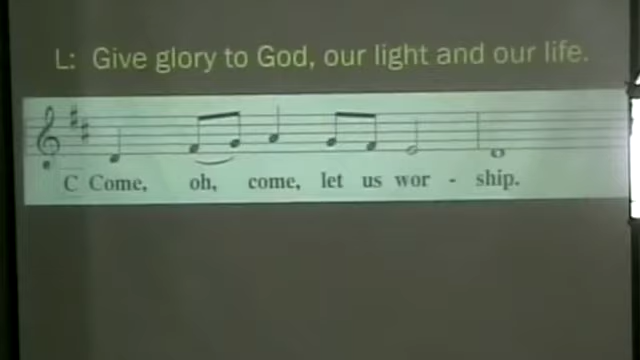 L: Give glory to God, our light and our life.
C Come, oh, come, let us wor - ship.